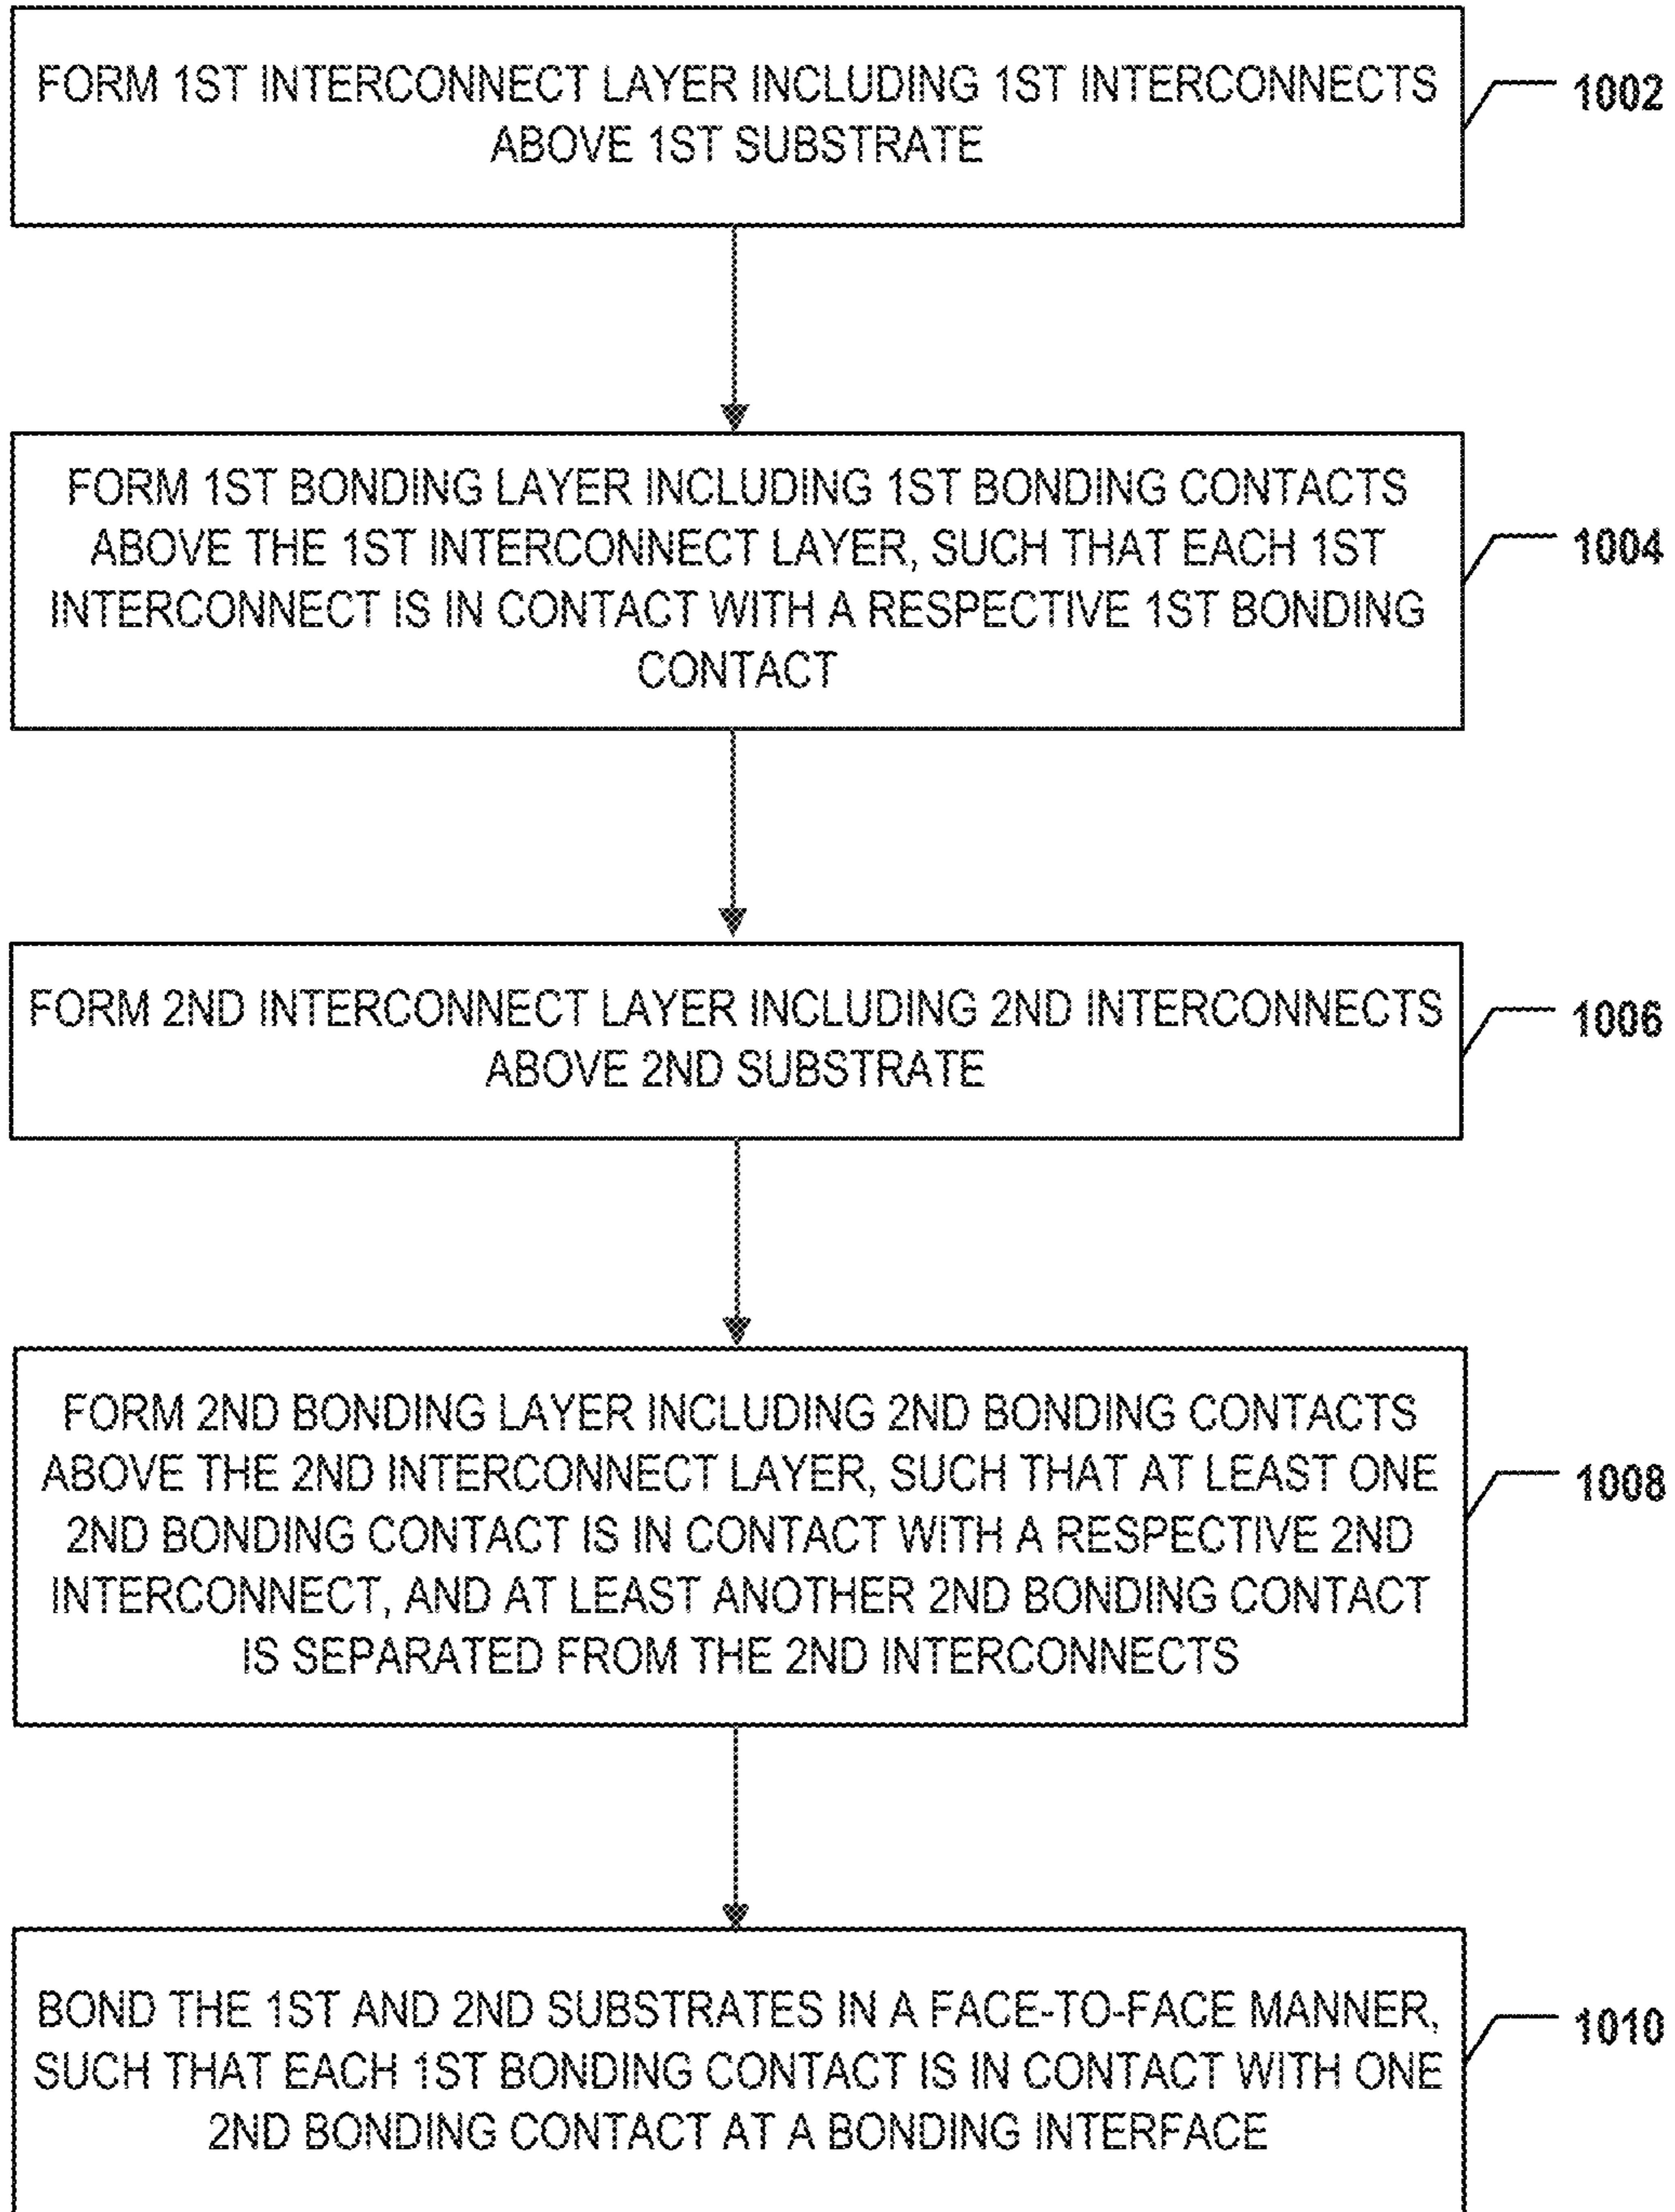 FORM 1ST INTERCONNECT LAYER INCLUDING 1ST INTERCONNECTS
ABOVE 1ST SUBSTRATE
1002
FORM 1ST BONDING LAYER INCLUDING 1ST BONDING CONTACTS
ABOVE THE 1ST INTERCONNECT LAYER, SUCH THAT EACH 1ST
INTERCONNECT IS IN CONTACT WITH A RESPECTIVE 1ST BONDING
CONTACT
1004
FORM 2ND INTERCONNECT LAYER INCLUDING 2ND INTERCONNECTS
ABOVE 2ND SUBSTRATE
1006
FORM 2ND BONDING LAYER INCLUDING 2ND BONDING CONTACTS
ABOVE THE 2ND INTERCONNECT LAYER, SUCH THAT AT LEAST ONE
2ND BONDING CONTACT IS IN CONTACT WITH A RESPECTIVE 2ND
INTERCONNECT, AND AT LEAST ANOTHER 2ND BONDING CONTACT
IS SEPARATED FROM THE 2ND INTERCONNECTS
1008
BOND THE 1ST AND 2ND SUBSTRATES IN A FACE-TO-FACE MANNER,
SUCH THAT EACH 1ST BONDING CONTACT IS IN CONTACT WITH ONE
2ND BONDING CONTACT AT A BONDING INTERFACE
1010